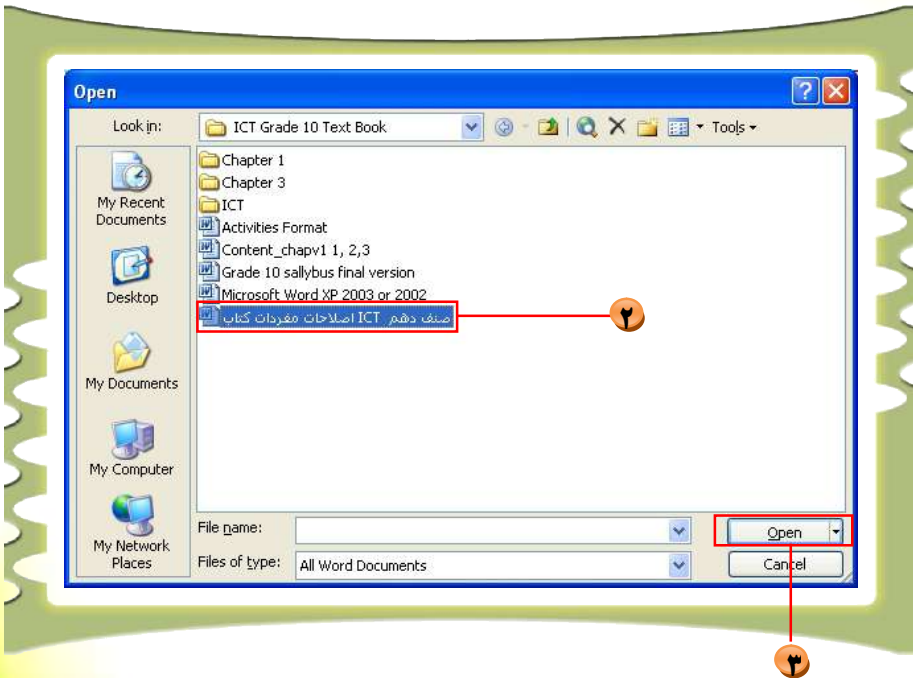 Open
Look in: ICT Grade 10 Text Book Tools
My Recent Documents
Desktop
My Documents
My Computer
My Network Places
Chapter 1
Chapter 3
ICT
Activities Format
Content_chapv1 1, 2,3
Grade 10 sallybus final version
Microsoft Word XP 2003 or 2002
صنف دهم ICT اصلاحات مفردات کتاب
۲
File name:
Open
Files of type: All Word Documents
Cancel
۳